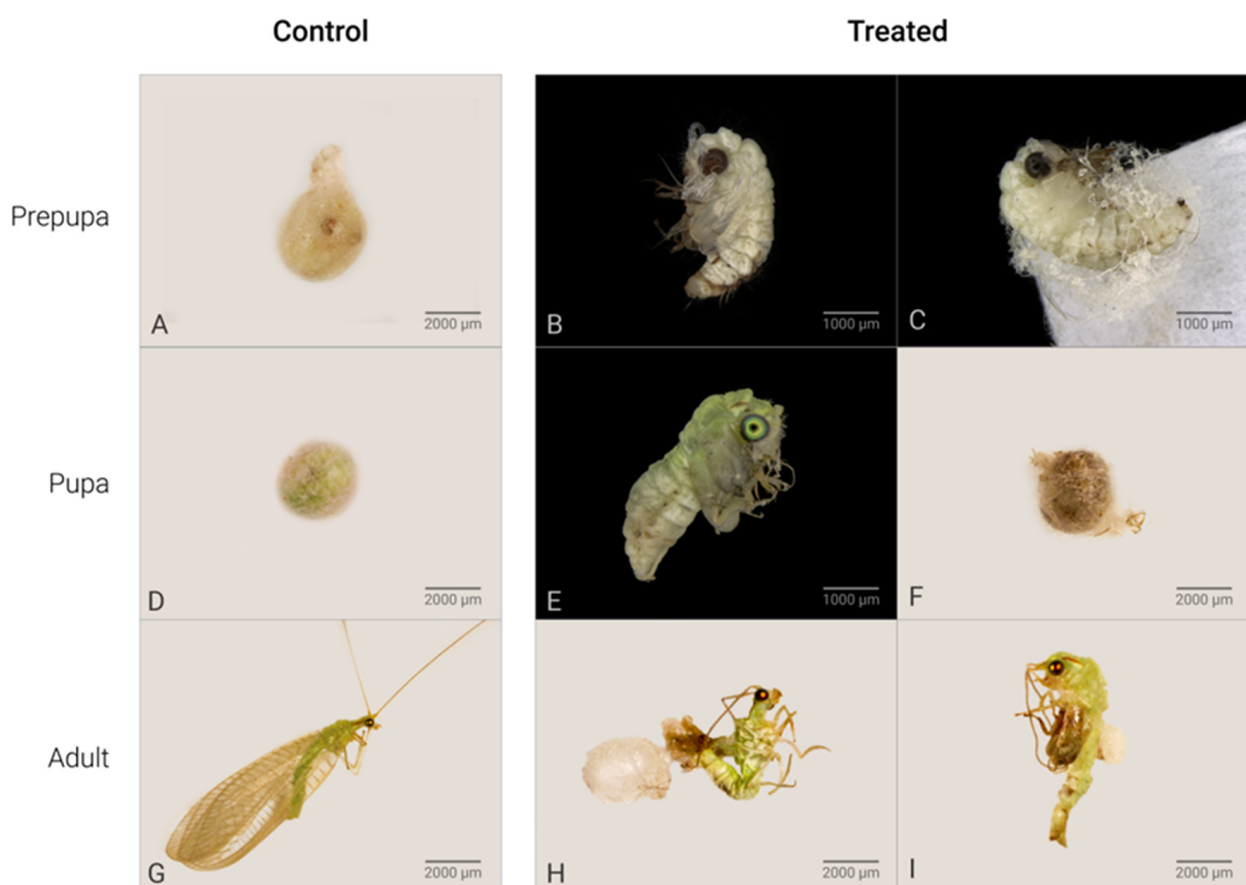 Control
Treated
Prepupa
A
2000 µm
B
1000 µm
C
1000 µm
Pupa
D
2000 µm
E
1000 µm
F
2000 µm
Adult
G
2000 µm
H
2000 µm
I
2000 µm